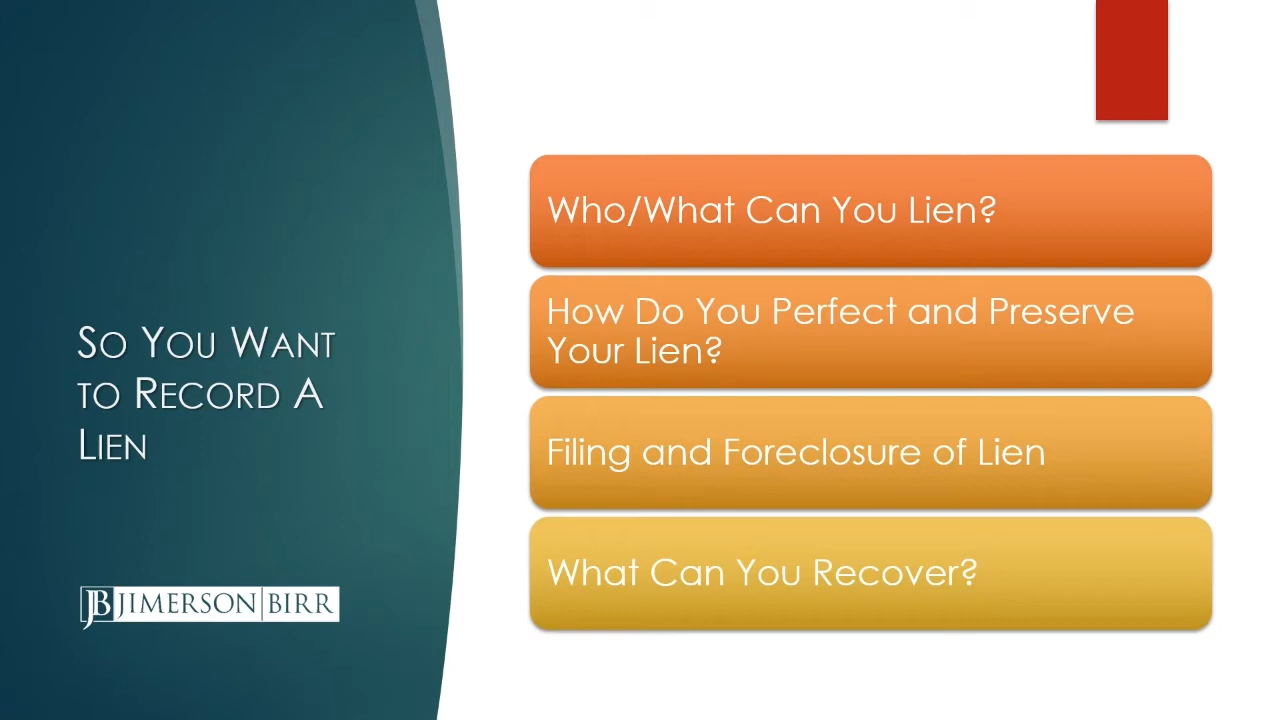 So You Want
to Record A
Lien
JB JIMERSON|BIRR
Who/What Can You Lien?
How Do You Perfect and Preserve
Your Lien?
Filing and Foreclosure of Lien
What Can You Recover?